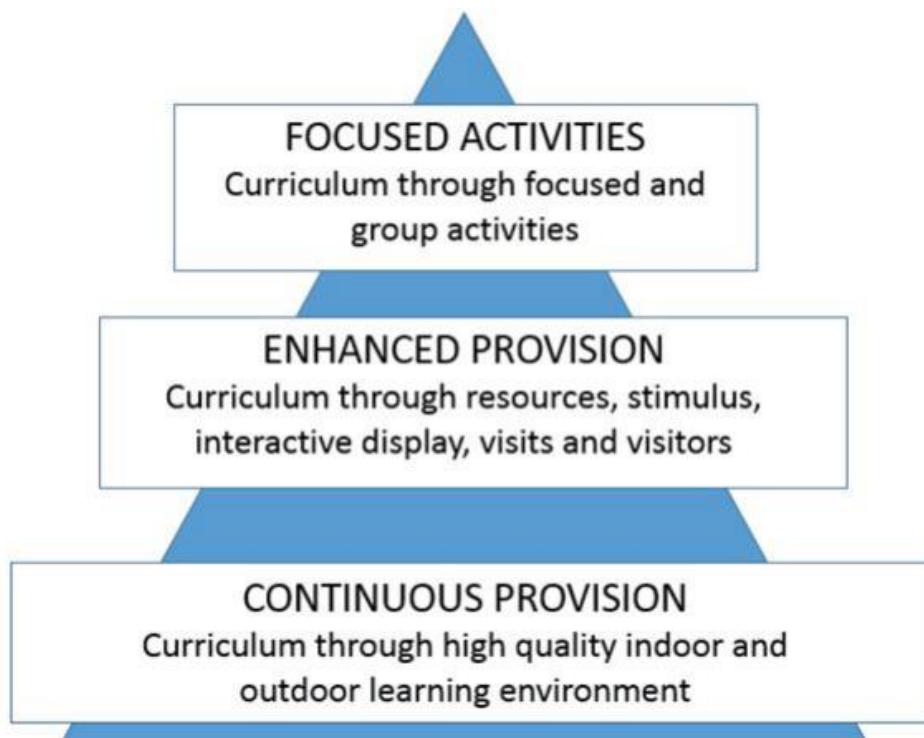 FOCUSED ACTIVITIES
Curriculum through focused and
group activities
ENHANCED PROVISION
Curriculum through resources, stimulus,
interactive display, visits and visitors
CONTINUOUS PROVISION
Curriculum through high quality indoor and
outdoor learning environment